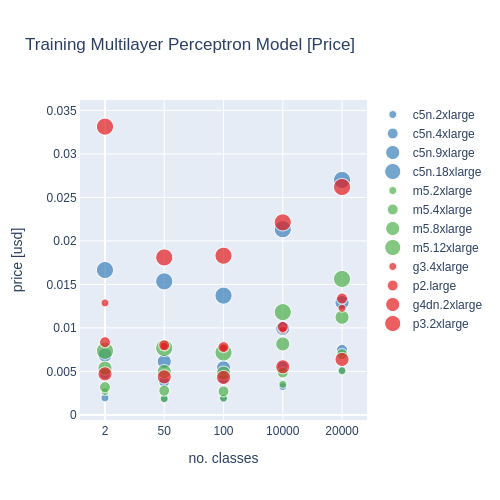 Training Multilayer Perceptron Model [Price]
0.035
0.03
0.025
0.02
0.015
0.01
0.005
0
price [usd]
2
50
100
10000
20000
no. classes
c5n.2xlarge
c5n.4xlarge
c5n.9xlarge
c5n.18xlarge
m5.2xlarge
m5.4xlarge
m5.8xlarge
m5.12xlarge
g3.4xlarge
p2.large
g4dn.2xlarge
p3.2xlarge